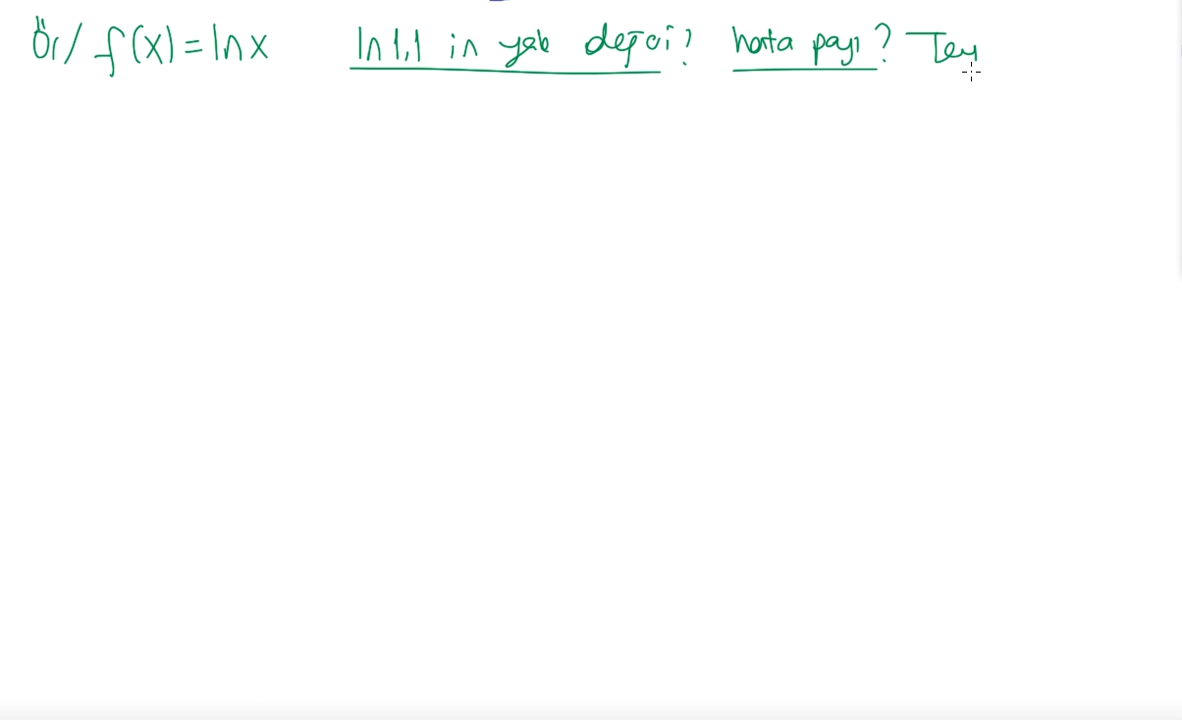 Ör/ f(x) = ln x ln 1,1 in yak değeri? hata payı? Tey